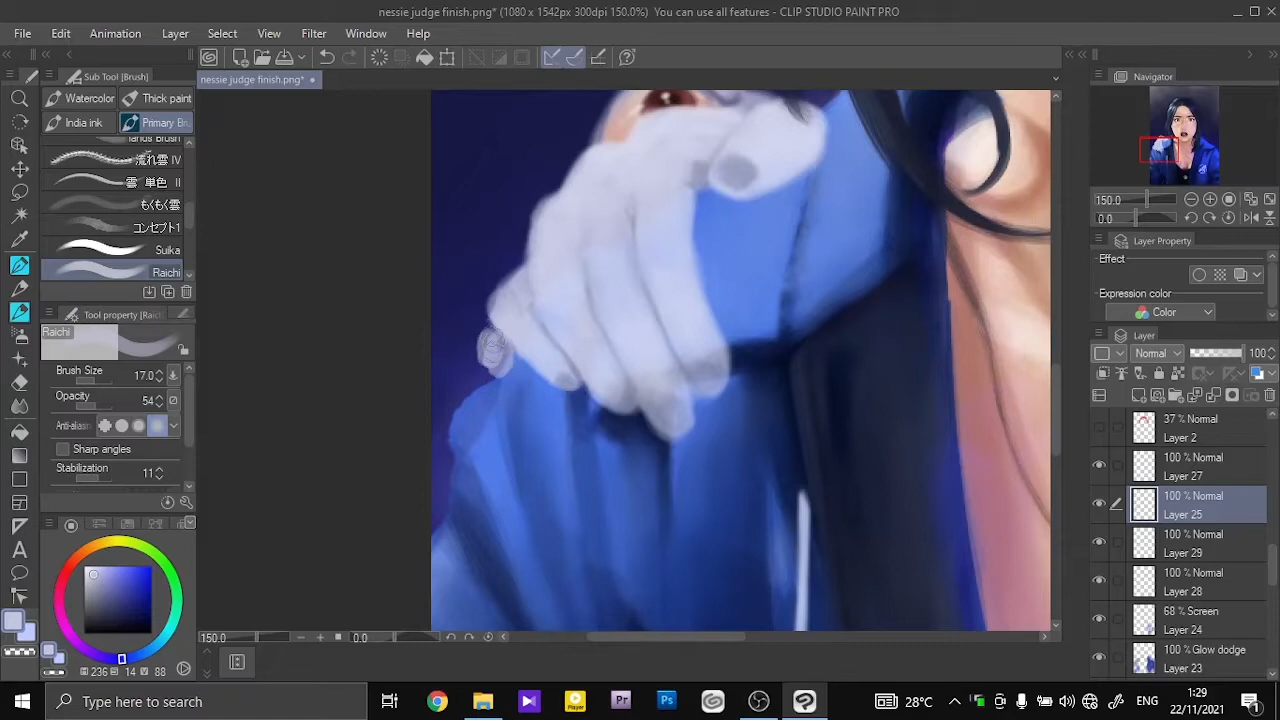 nessie judge finish.png* (1080 x 1542px 300dpi 150.0%) You can use all features - CLIP STUDIO PAINT PRO
File Edit Animation Layer Select View Filter Window Help
Sub Tool [Brush]
nessie judge finish.png*
Navigator
Watercolor Thick paint
India ink Primary Bru
流れ雲 IV
雲 単色 II
もくもく雲
コンセプト1
Suika
Raichi
Tool property [Raich
Raichi
Brush Size 17.0
Opacity 54
Anti-aliasin
Sharp angles
Stabilization 11
H 236 S 14 V 88
150.0 0.0
150.0
0.0
Layer Property
Effect
Expression color
Color
Layer
Normal 100
37 % Normal
Layer 2
100 % Normal
Layer 27
100 % Normal
Layer 25
100 % Normal
Layer 29
100 % Normal
Layer 28
68 % Screen
Layer 24
100 % Glow dodge
Layer 23
Type here to search
Player
Pr
Ps
28°C
ENG
1:29
22/11/2021
1